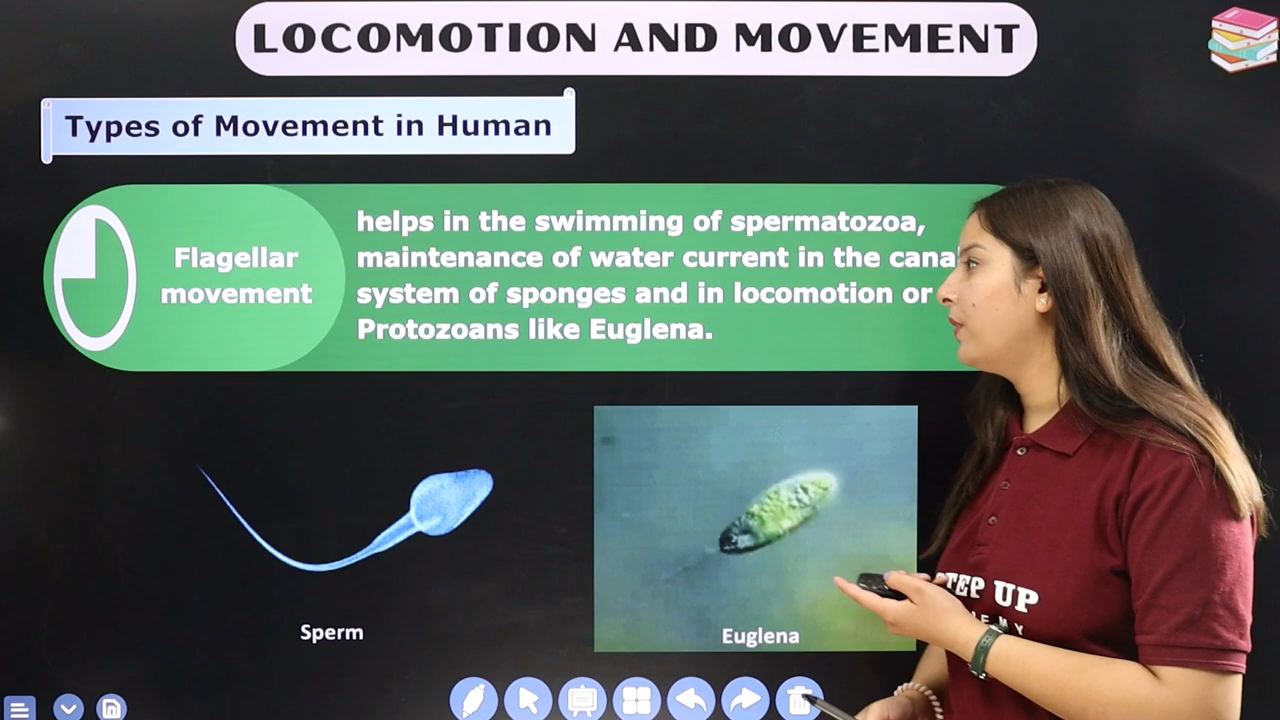 LOCOMOTION AND MOVEMENT
Types of Movement in Human
Flagellar
movement
helps in the swimming of spermatozoa,
maintenance of water current in the
system of sponges and in locomotion or
Protozoans like Euglena.
Sperm
Euglena
UP